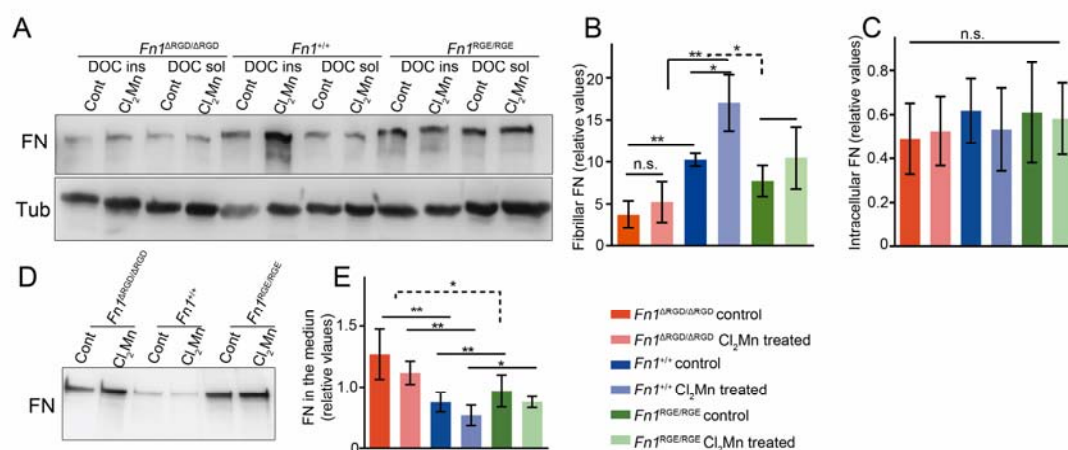 A
Fn1ΔRGD/ΔRGD Fn1+/+ Fn1RGE/RGE
DOC ins DOC sol DOC ins DOC sol DOC ins DOC sol
Cont Cl2Mn Cont Cl2Mn Cont Cl2Mn Cont Cl2Mn Cont Cl2Mn Cont Cl2Mn
FN
Tub
B
Fibrillar FN (relative values)
20
15
10
5
0
** *
*
**
n.s.
C
Intracellular FN (relative values)
0.8
0.6
0.4
0.2
0
n.s.
D
Fn1ΔRGD/ΔRGD Fn1+/+ Fn1RGE/RGE
Cont Cl2Mn Cont Cl2Mn Cont Cl2Mn
FN
E
FN in the mediun
(relative vlaues)
1.5
1.0
0
*
**
**
**
*
Fn1ΔRGD/ΔRGD control
Fn1ΔRGD/ΔRGD Cl2Mn treated
Fn1+/+ control
Fn1+/+ Cl2Mn treated
Fn1RGE/RGE control
Fn1RGE/RGE Cl2Mn treated